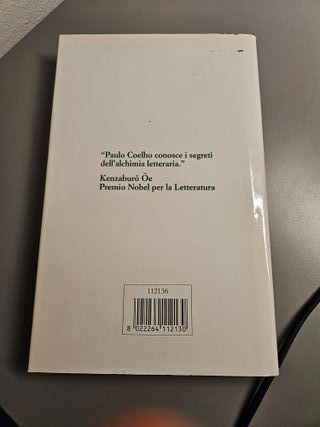 “Paulo Coelho conosce i segreti
dell’alchimia letteraria.”
Kenzaburō Ōe
Premio Nobel per la Letteratura
112136
8 022264 112130